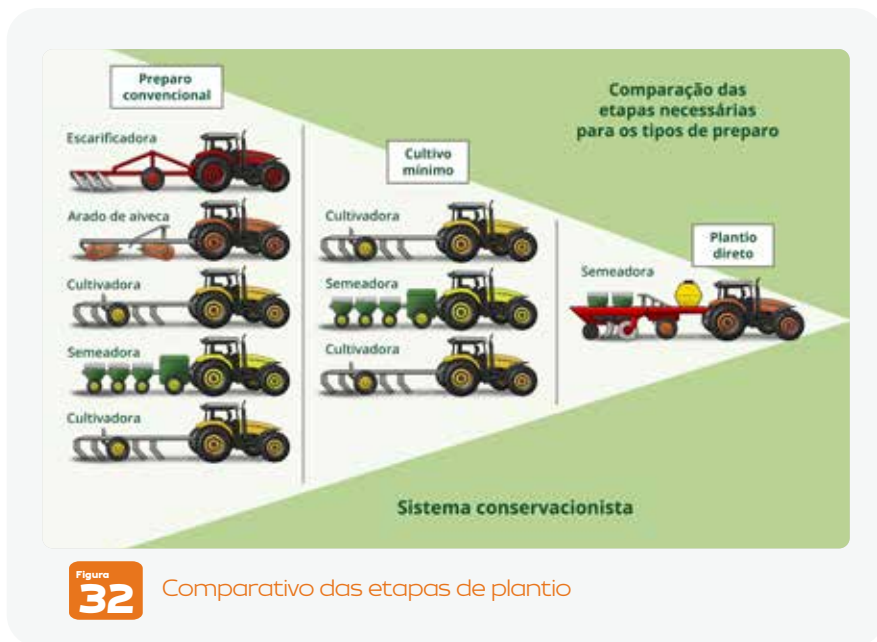 Preparo
convencional
Escarificadora
Arado de aiveca
Cultivadora
Semeadora
Cultivadora
Cultivo
mínimo
Cultivadora
Semeadora
Cultivadora
Comparação das
etapas necessárias
para os tipos de preparo
Plantio
direto
Semeadora
Sistema conservacionista
Figura
32
Comparativo das etapas de plantio